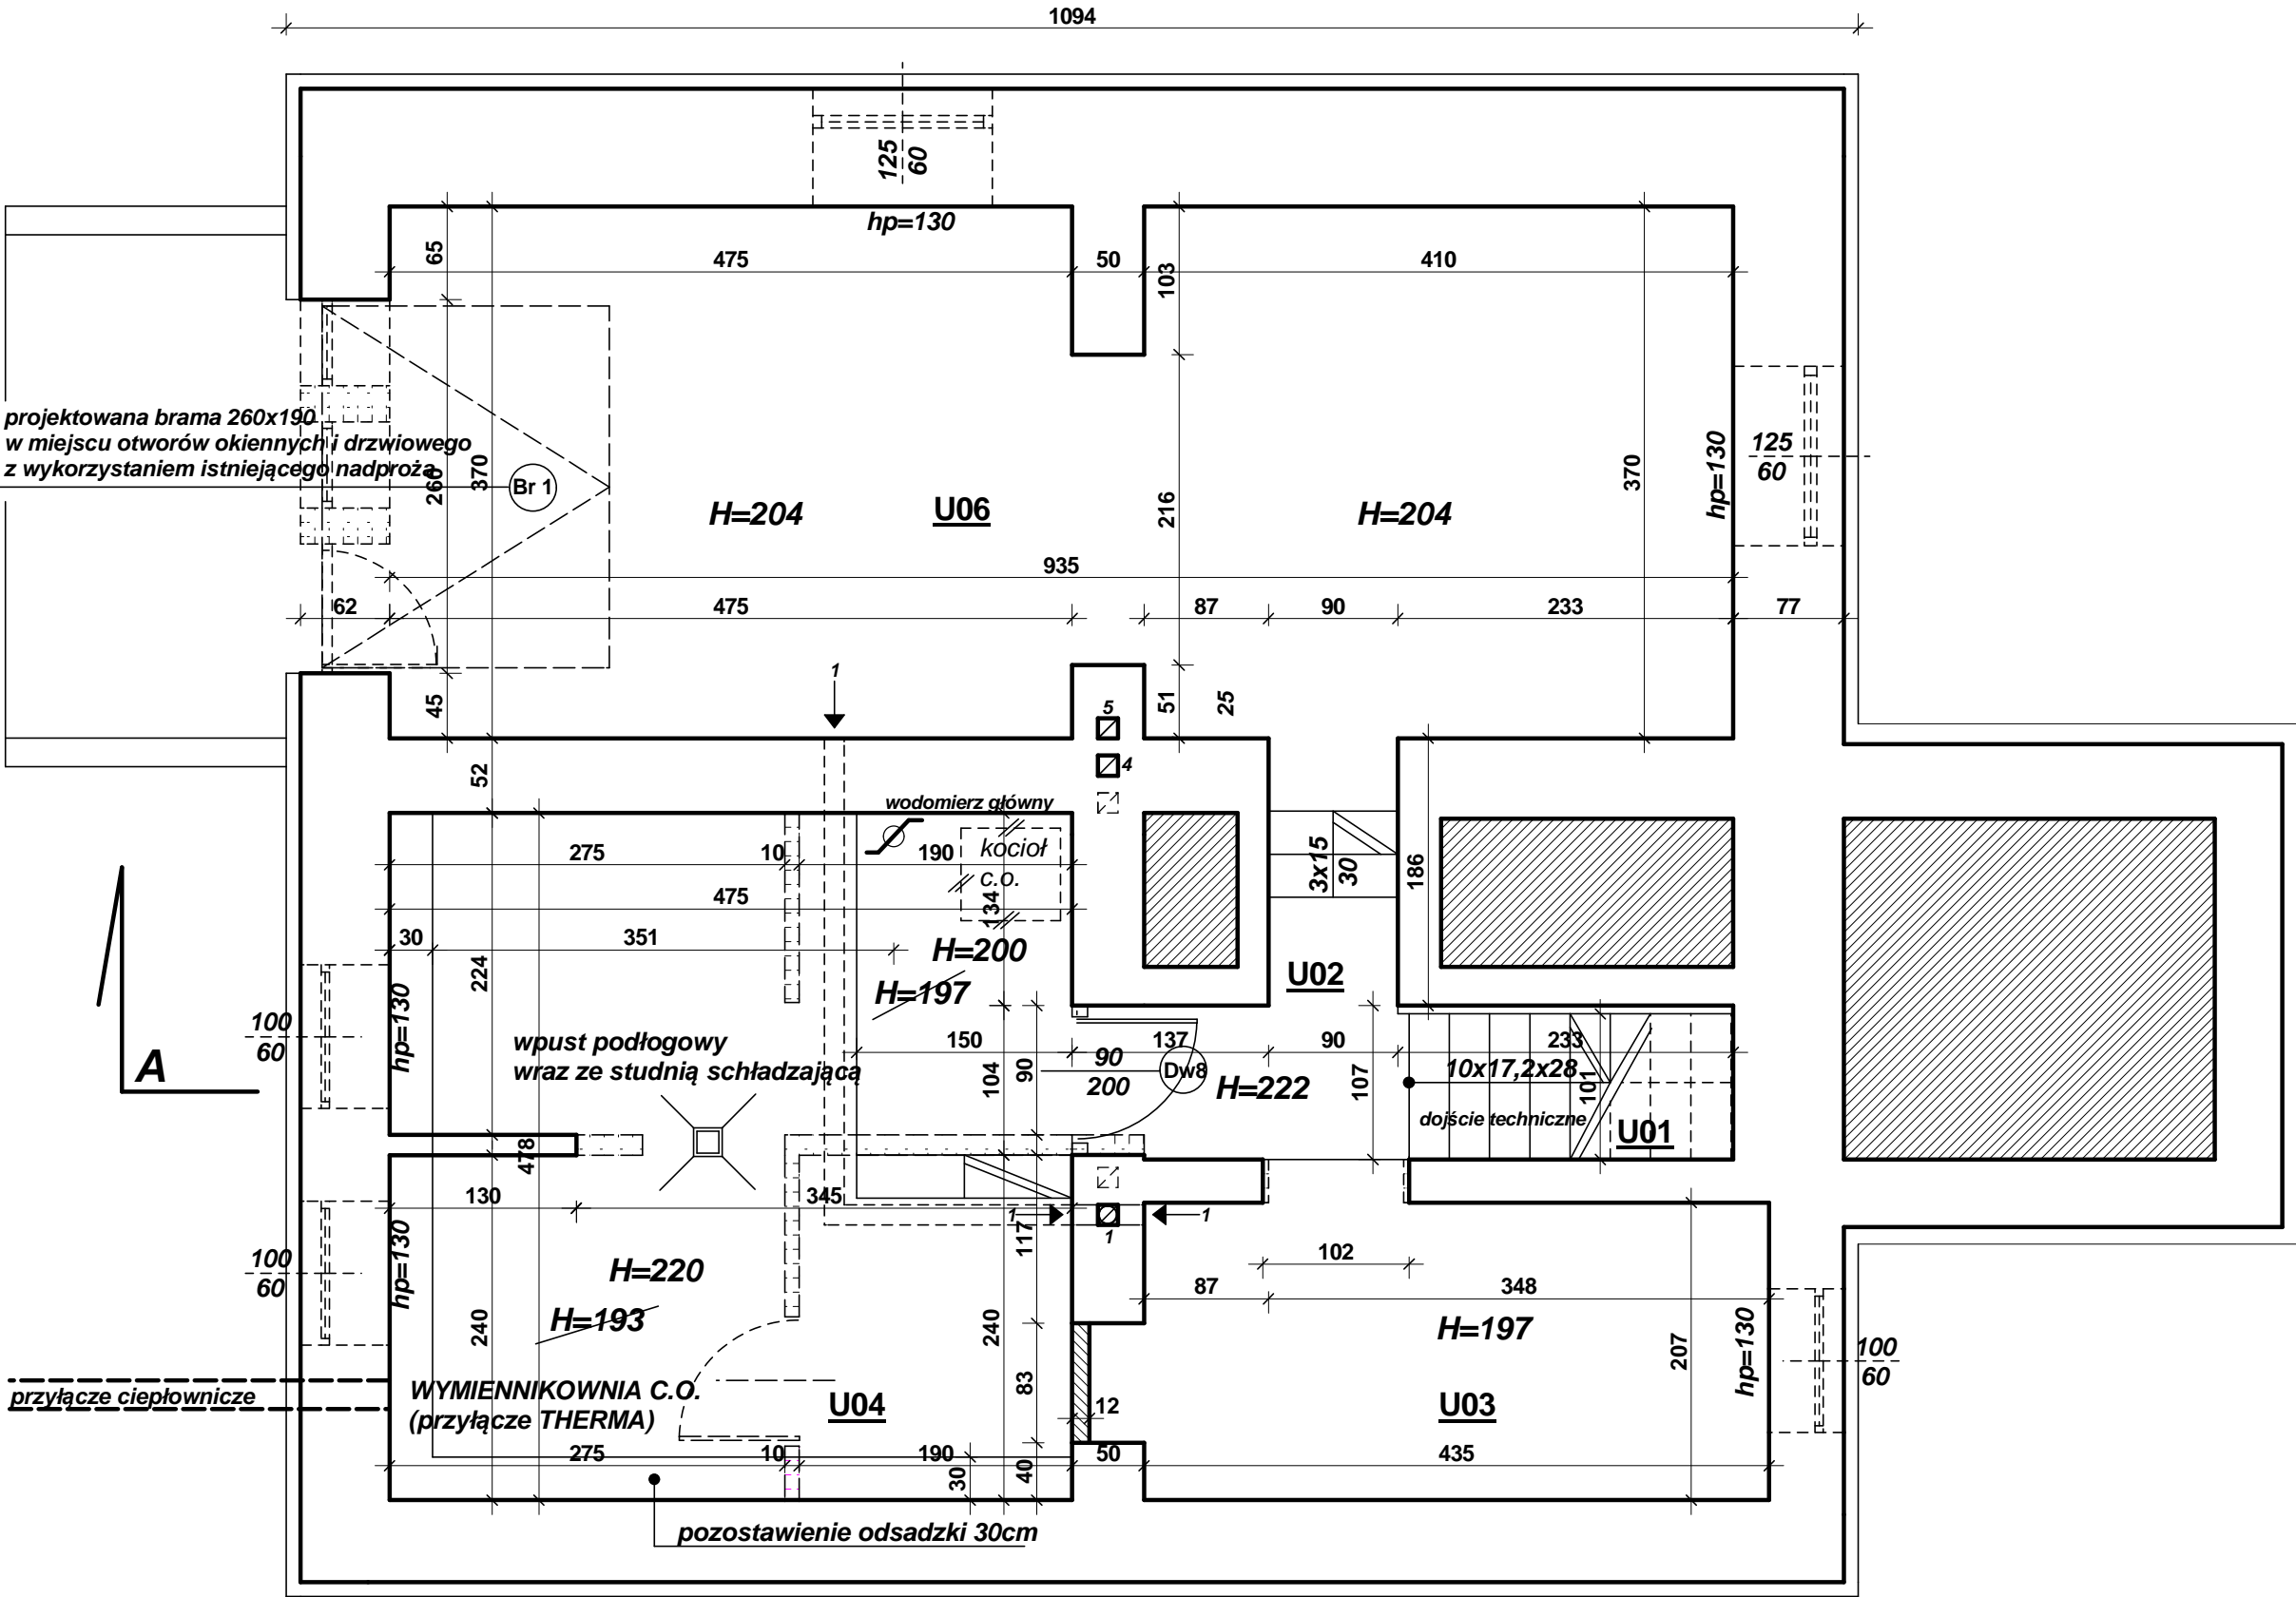 1094
125
60
hp=130
65
475
50
103
410
projektowana brama 260x190
w miejscu otworów okiennych i drzwiowego
z wykorzystaniem istniejącego nadproża
260
370
Br 1
H=204
U06
216
H=204
370
hp=130
125
60
935
62
475
87
90
233
77
45
1
5
51
25
4
52
wodomierz główny
275
10
190
kocioł
c.o.
134
475
3x15
30
186
30
351
H=200
H=197
224
U02
100
60
hp=130
A
wpust podłogowy
wraz ze studnią schładzającą
150
137
90
233
104
90
90
200
Dw8
H=222
107
10x17,2x28
101
dojście techniczne
U01
478
130
345
117
1
1
1
100
60
hp=130
H=220
H=193
102
87
348
240
240
83
H=197
207
hp=130
100
60
przyłącze ciepłownicze
WYMIENNIKOWNIA C.O.
(przyłącze THERMA)
U04
12
U03
275
10
190
30
40
50
435
pozostawienie odsadzki 30cm